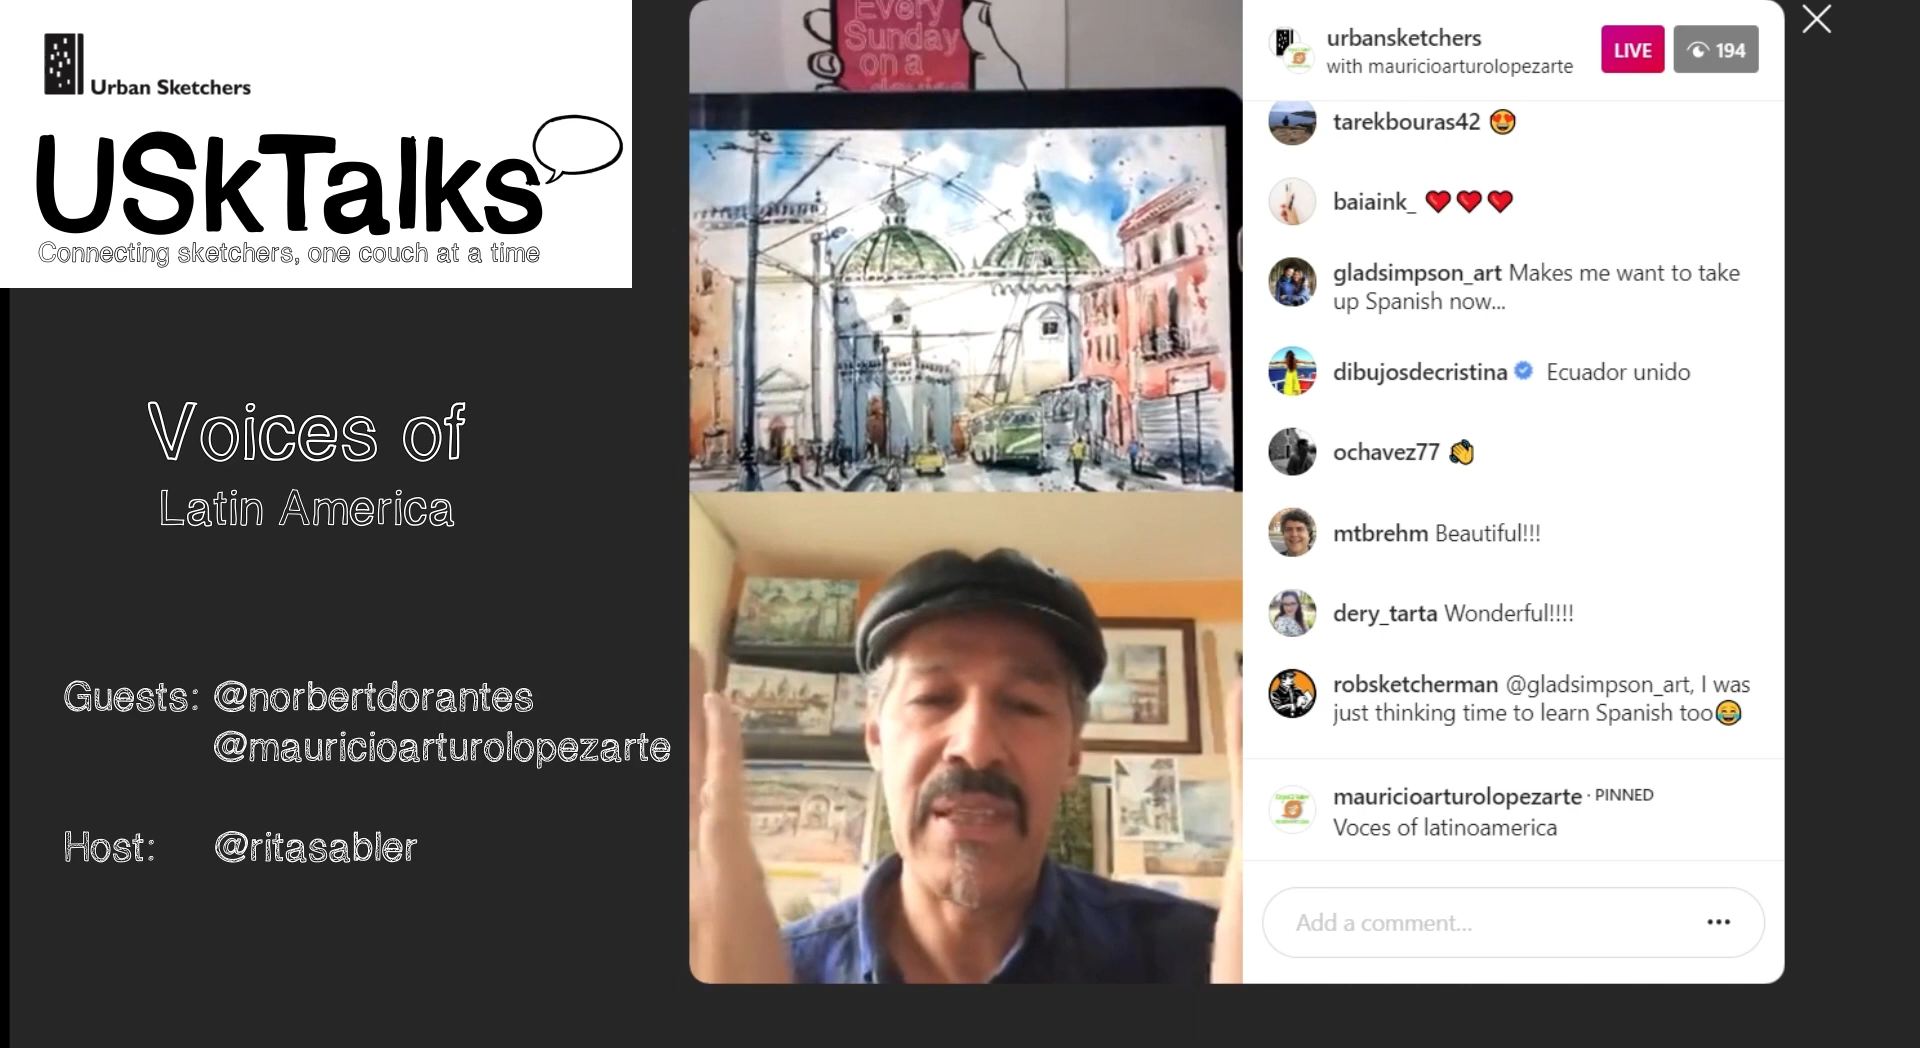 Urban Sketchers
USkTalks
Connecting sketchers, one couch at a time
Voices of
Latin America
Guests: @norbertdorantes
@mauricioarturolopezarte
Host: @ritasabler
Every
Sunday
on a
urbansketchers
with mauricioarturolopezarte
LIVE
194
tarekbouras42 😍
baiaink_ ❤️❤️❤️
gladsimpson_art Makes me want to take
up Spanish now...
dibujosdecristina Ecuador unido
ochavez77 👏
mtbrehm Beautiful!!!
dery_tarta Wonderful!!!!
robsketcherman @gladsimpson_art, I was
just thinking time to learn Spanish too😂
mauricioarturolopezarte · PINNED
Voces of latinoamerica
Add a comment...